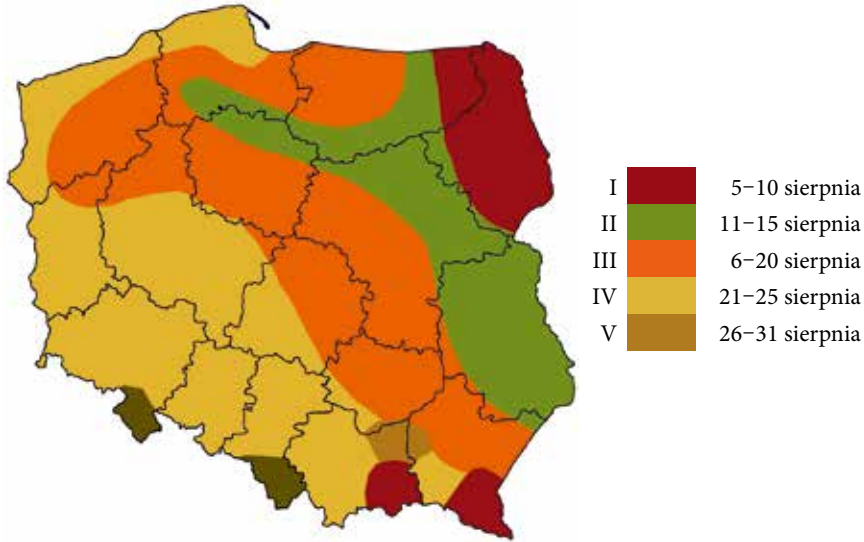 I 5–10 sierpnia
II 11–15 sierpnia
III 6–20 sierpnia
IV 21–25 sierpnia
V 26–31 sierpnia